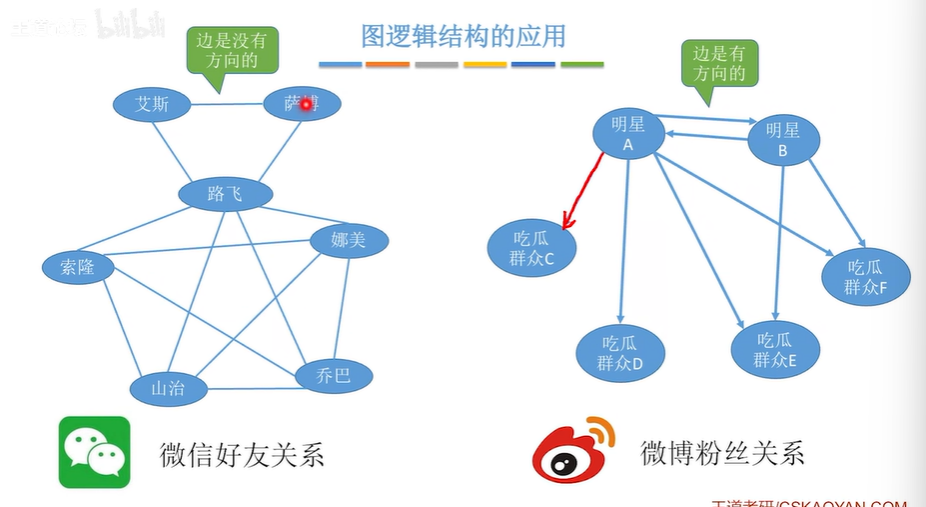 bilibili
图逻辑结构的应用
边是没有
方向的
边是有
方向的
艾斯
萨博
路飞
娜美
索隆
山治
乔巴
微信好友关系
明星
A
明星
B
吃瓜
群众C
吃瓜
群众D
吃瓜
群众E
吃瓜
群众F
微博粉丝关系
王道考研/CSKAOYAN.COM